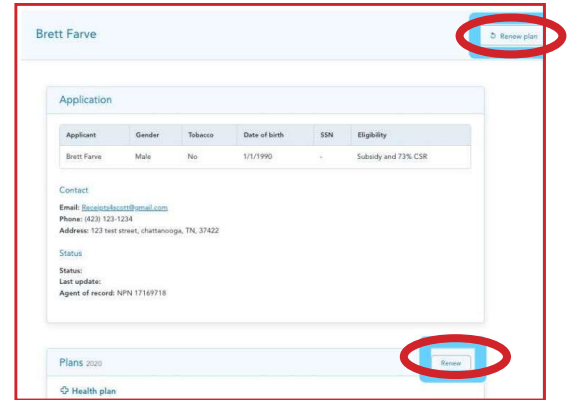 Brett Farve
Renew plan
Application
Applicant Gender Tobacco Date of birth SSN Eligibility
Brett Farve Male No 1/1/1990 - Subsidy and 73% CSR
Contact
Email: Receipts4scott@gmail.com
Phone: (423) 123-1234
Address: 123 test street, chattanooga, TN, 37422
Status
Status:
Last update:
Agent of record: NPN 17169718
Plans 2020
Renew
Health plan